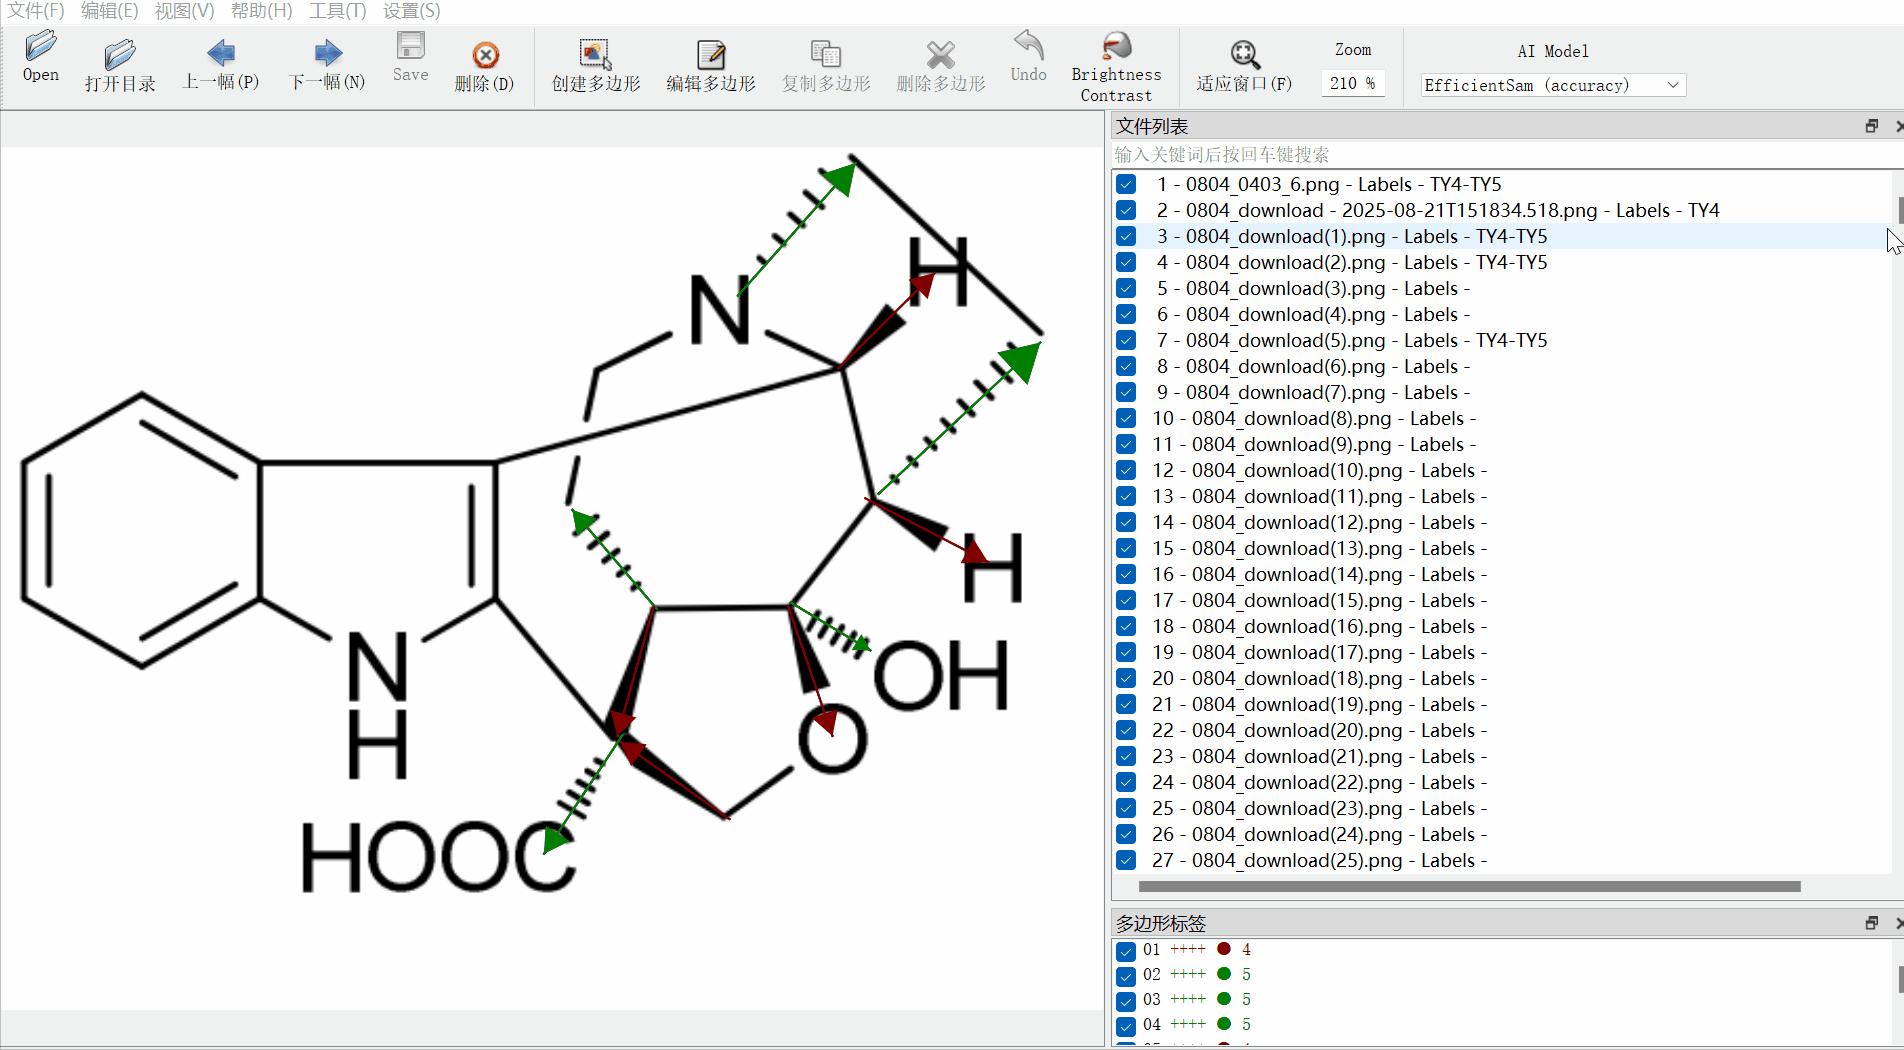 文件(F) 编辑(E) 视图(V) 帮助(H) 工具(T) 设置(S)
Open 打开目录 上一幅(P) 下一幅(N) Save 删除(D) 创建多边形 编辑多边形 复制多边形 删除多边形 Undo Brightness Contrast 适应窗口(F) Zoom 210 % AI Model EfficientSam (accuracy)
H
N
H
N
H
OH
O
HOOC
文件列表
输入关键词后按回车键搜索
1 - 0804_0403_6.png - Labels - TY4-TY5
2 - 0804_download - 2025-08-21T151834.518.png - Labels - TY4
3 - 0804_download(1).png - Labels - TY4-TY5
4 - 0804_download(2).png - Labels - TY4-TY5
5 - 0804_download(3).png - Labels -
6 - 0804_download(4).png - Labels -
7 - 0804_download(5).png - Labels - TY4-TY5
8 - 0804_download(6).png - Labels -
9 - 0804_download(7).png - Labels -
10 - 0804_download(8).png - Labels -
11 - 0804_download(9).png - Labels -
12 - 0804_download(10).png - Labels -
13 - 0804_download(11).png - Labels -
14 - 0804_download(12).png - Labels -
15 - 0804_download(13).png - Labels -
16 - 0804_download(14).png - Labels -
17 - 0804_download(15).png - Labels -
18 - 0804_download(16).png - Labels -
19 - 0804_download(17).png - Labels -
20 - 0804_download(18).png - Labels -
21 - 0804_download(19).png - Labels -
22 - 0804_download(20).png - Labels -
23 - 0804_download(21).png - Labels -
24 - 0804_download(22).png - Labels -
25 - 0804_download(23).png - Labels -
26 - 0804_download(24).png - Labels -
27 - 0804_download(25).png - Labels -
多边形标签
01 ++++ ● 4
02 ++++ ● 5
03 ++++ ● 5
04 ++++ ● 5